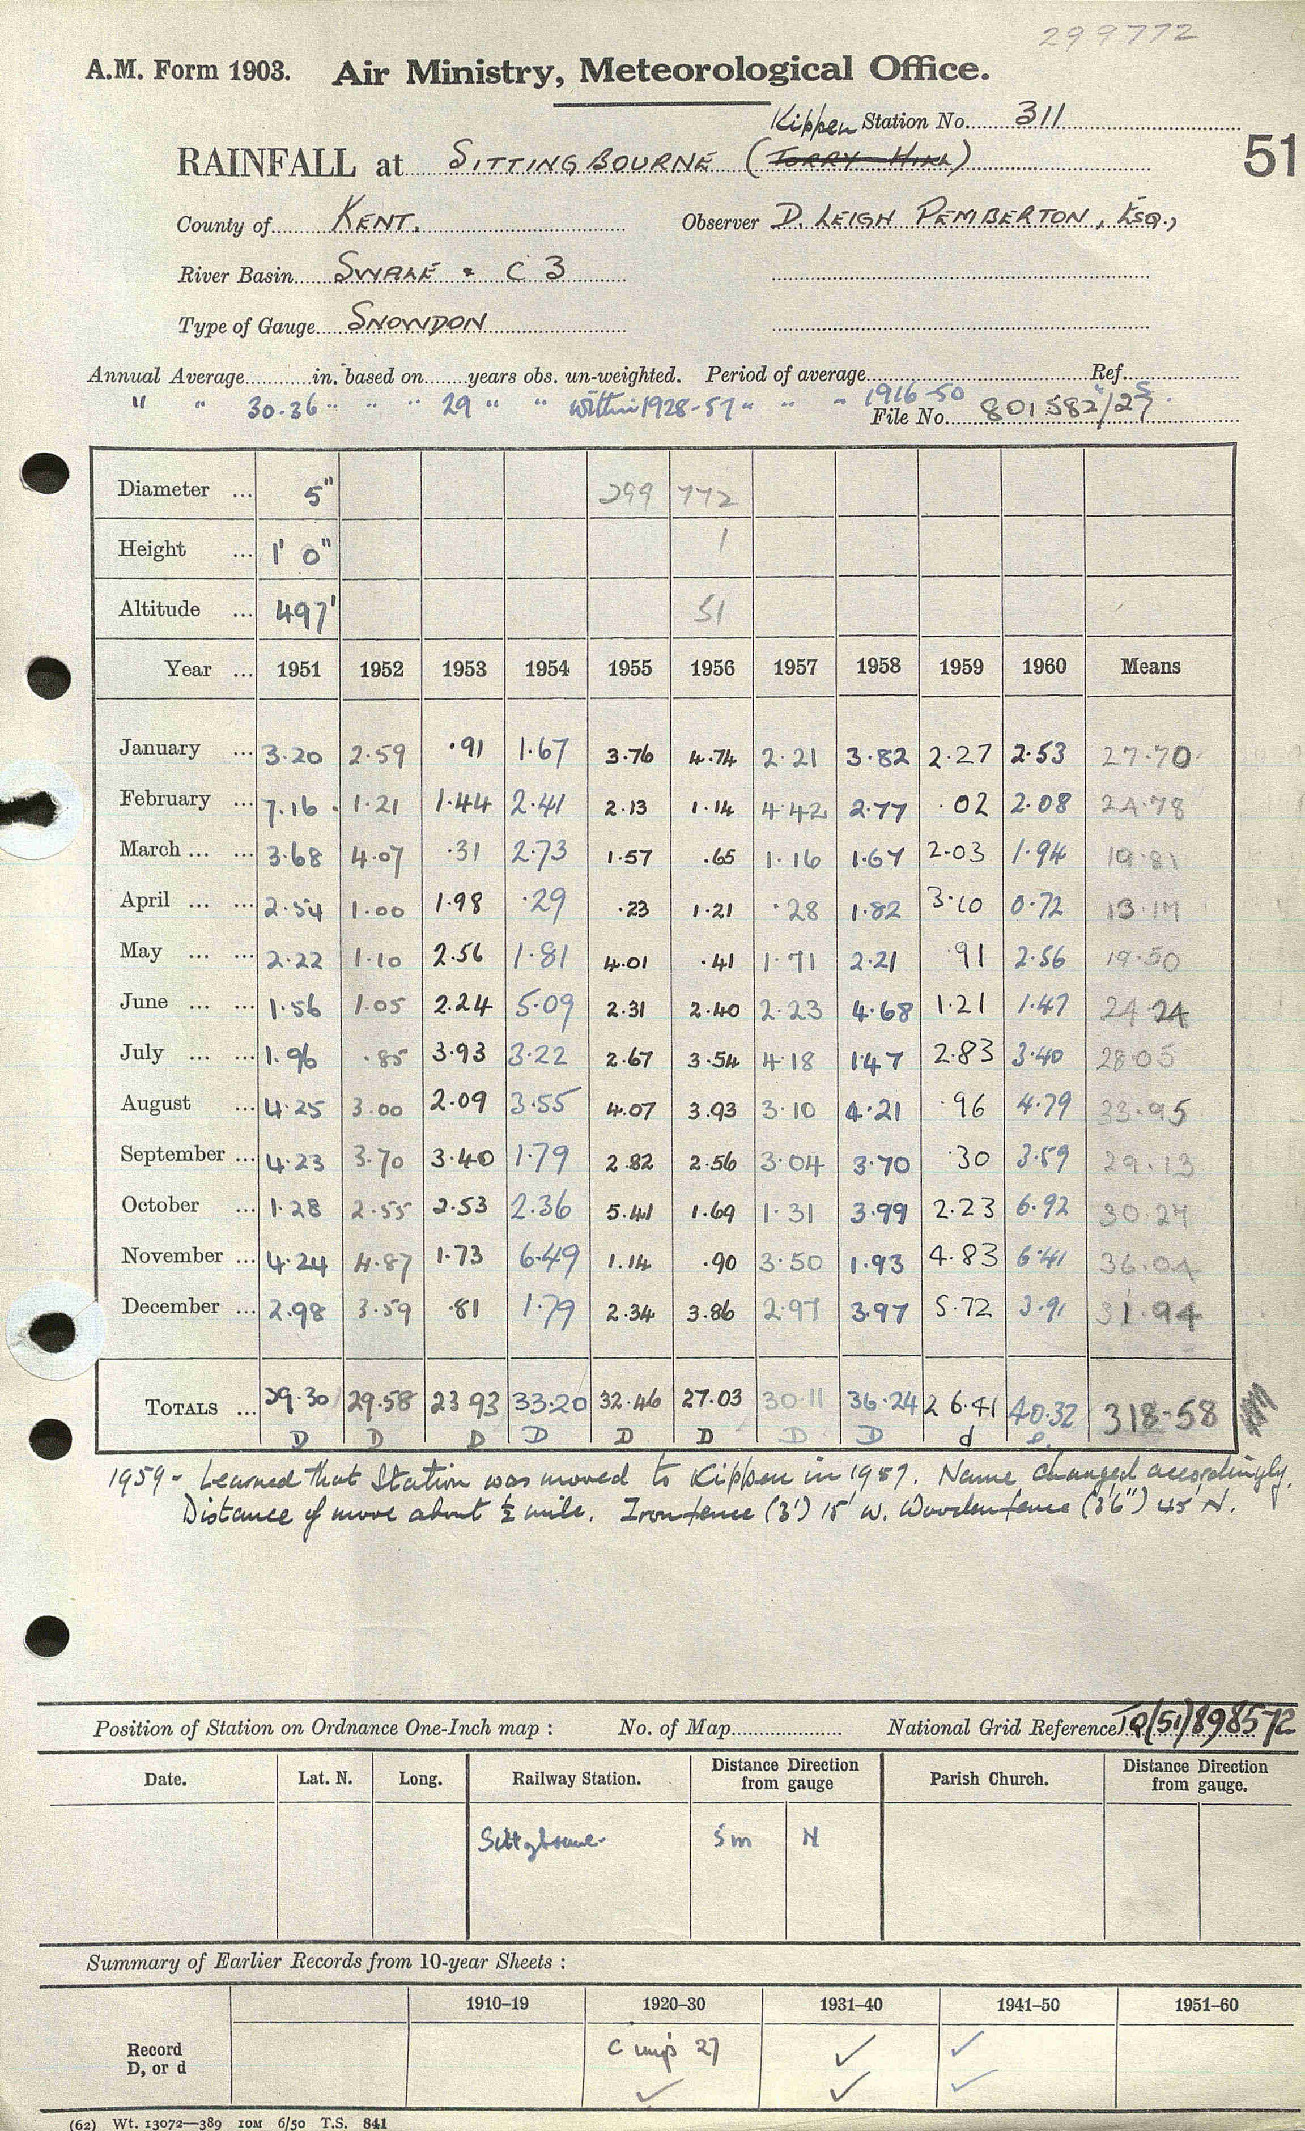 299772
A.M. Form 1903. Air Ministry, Meteorological Office.
Kippen Station No. 311
51
RAINFALL at SITTINGBOURNE (TORRY HILL)
County of KENT. Observer D. LEIGH PEMBERTON, ESQ.,
River Basin SWALE & C 3
Type of Gauge SNOWDON
Annual Average in. based on years obs. un-weighted. Period of average Ref.
" " 30.36 " " " 29 " " within 1928-57 " " " 1916-50
File No. 801582/27
Diameter ... 5" 299 772
Height ... 1' 0" 1
Altitude ... 497' 51
Year ... 1951 1952 1953 1954 1955 1956 1957 1958 1959 1960 Means
January ... 3.20 2.59 .91 1.67 3.76 4.74 2.21 3.82 2.27 2.53 27.70
February ... 7.16 1.21 1.44 2.41 2.13 1.14 4.42 2.77 .02 2.08 24.78
March ... ... 3.68 4.07 .31 2.73 1.57 .65 1.16 1.67 2.03 1.94 19.81
April ... ... 2.54 1.00 1.98 .29 .23 1.21 .28 1.82 3.10 0.72 13.17
May ... ... 2.22 1.10 2.56 1.81 4.01 .41 1.71 2.21 .91 2.56 19.50
June ... ... 1.56 1.05 2.24 5.09 2.31 2.40 2.23 4.68 1.21 1.47 24.24
July ... ... 1.96 .85 3.93 3.22 2.67 3.54 4.18 1.47 2.83 3.40 28.05
August ... 4.25 3.00 2.09 3.55 4.07 3.93 3.10 4.21 .96 4.79 33.95
September ... 4.23 3.70 3.40 1.79 2.82 2.56 3.04 3.70 .30 3.59 29.13
October ... 1.28 2.55 2.53 2.36 5.41 1.69 1.31 3.99 2.23 6.92 30.27
November ... 4.24 4.87 1.73 6.49 1.14 .90 3.50 1.93 4.83 6.41 36.04
December ... 2.98 3.59 .81 1.79 2.34 3.86 2.97 3.97 5.72 3.91 31.94
TOTALS ... 39.30 29.58 23.93 33.20 32.46 27.03 30.11 36.24 26.41 40.32 318.58
D D D D D D D D d
1959 - Learned that Station was moved to Kippen in 1957. Name changed accordingly.
Distance of move about ½ mile. Iron fence (3') 15' W. Wooden fence (3'6") 45' N.
Position of Station on Ordnance One-Inch map : No. of Map National Grid Reference TQ(51)898572
Date. Lat. N. Long. Railway Station. Distance Direction from gauge Parish Church. Distance Direction from gauge.
Sittingbourne 5m N
Summary of Earlier Records from 10-year Sheets :
1910–19 1920–30 1931–40 1941–50 1951–60
Record C 27 ✓ ✓
D, or d ✓ ✓ ✓
(62) Wt. 13072—389 IOM 6/50 T.S. 841